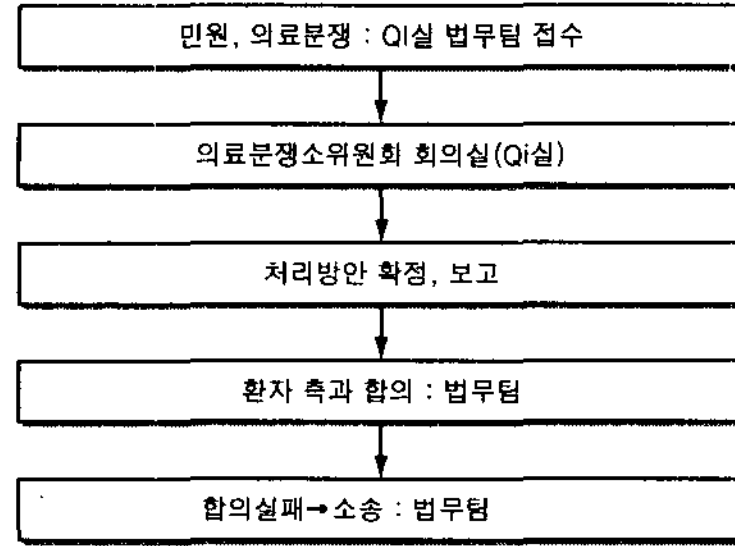 민원, 의료분쟁 : QI실 법무팀 접수
의료분쟁소위원회 회의실(Qi실)
처리방안 확정, 보고
환자 측과 합의 : 법무팀
합의실패→소송 : 법무팀